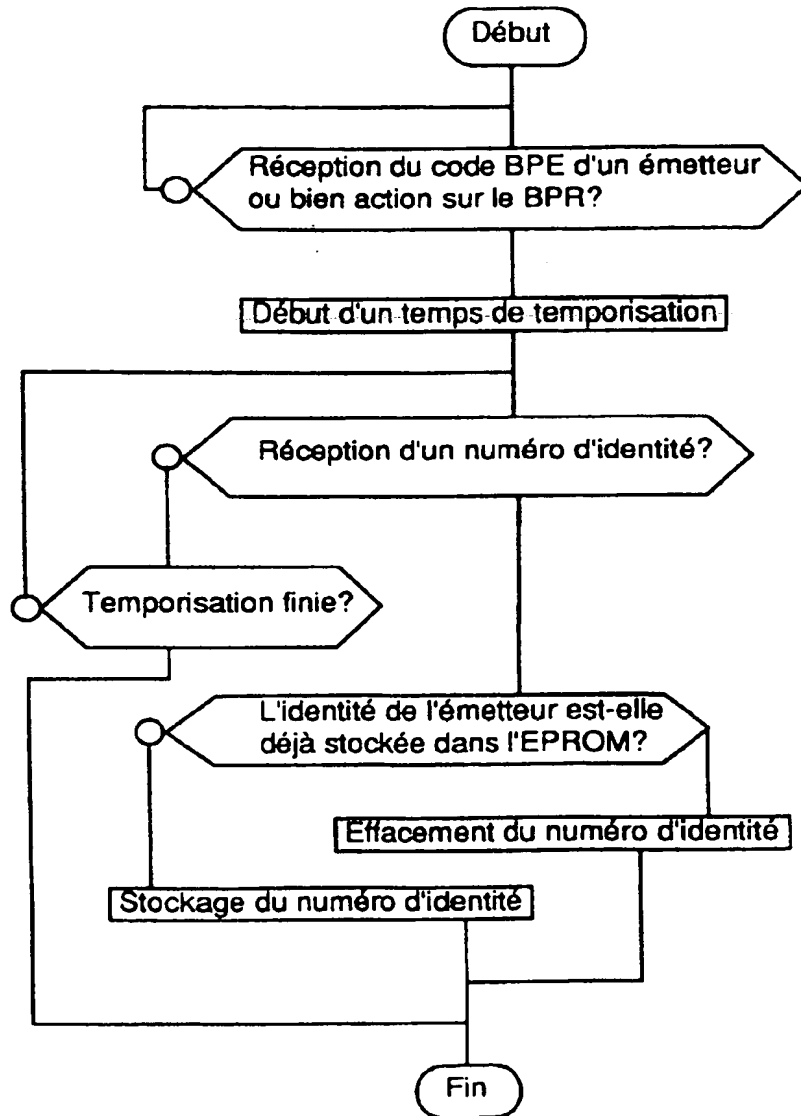 Début
Réception du code BPE d'un émetteur
ou bien action sur le BPR?
Début d'un temps de temporisation
Réception d'un numéro d'identité?
Temporisation finie?
L'identité de l'émetteur est-elle
déjà stockée dans l'EPROM?
Effacement du numéro d'identité
Stockage du numéro d'identité
Fin